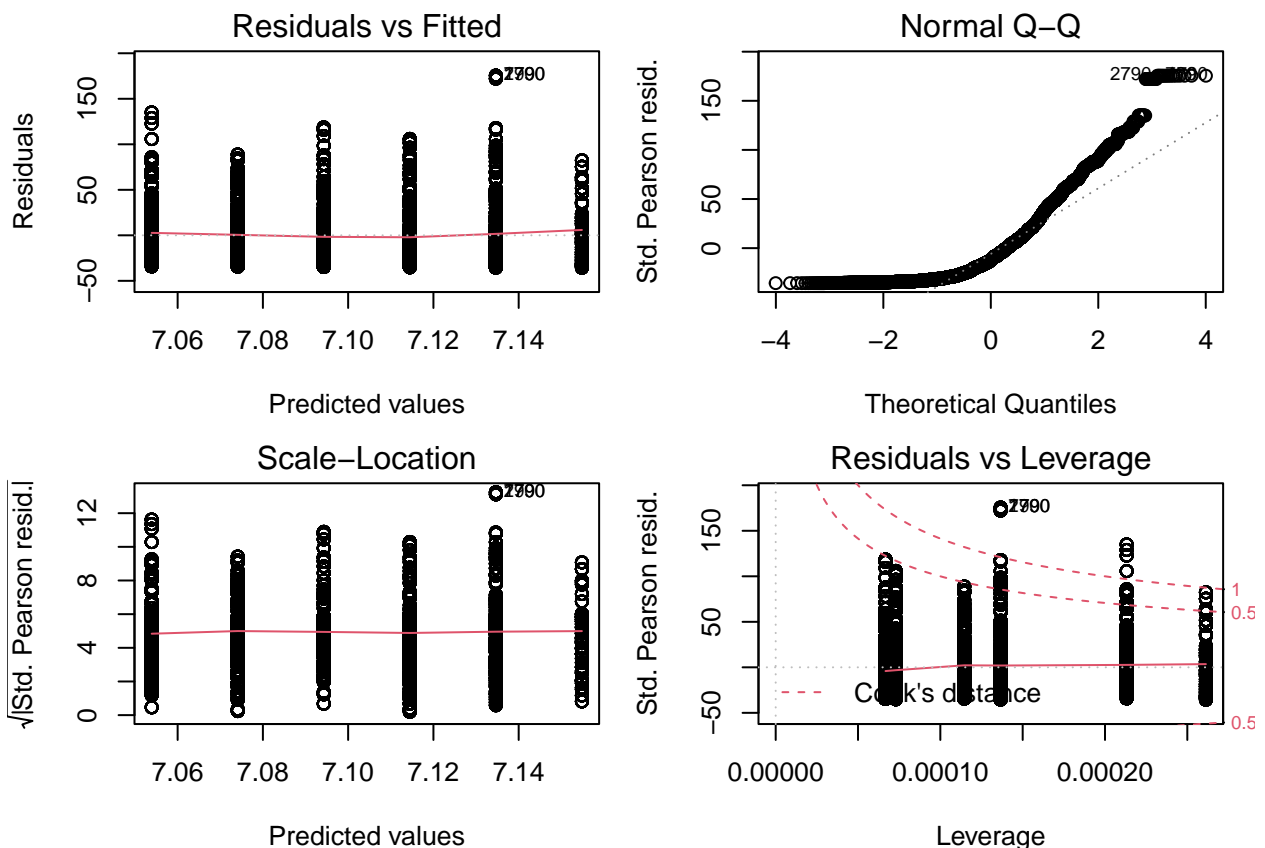 Residuals vs Fitted
Residuals
−50 50 150
7.06 7.08 7.10 7.12 7.14
Predicted values
Normal Q−Q
Std. Pearson resid.
0 50 150
2790
−4 −2 0 2 4
Theoretical Quantiles
Scale−Location
√|Std. Pearson resid.|
0 4 8 12
7.06 7.08 7.10 7.12 7.14
Predicted values
Residuals vs Leverage
Std. Pearson resid.
−50 50 150
1
0.5
0.5
Cook's distance
0.00000 0.00010 0.00020
Leverage